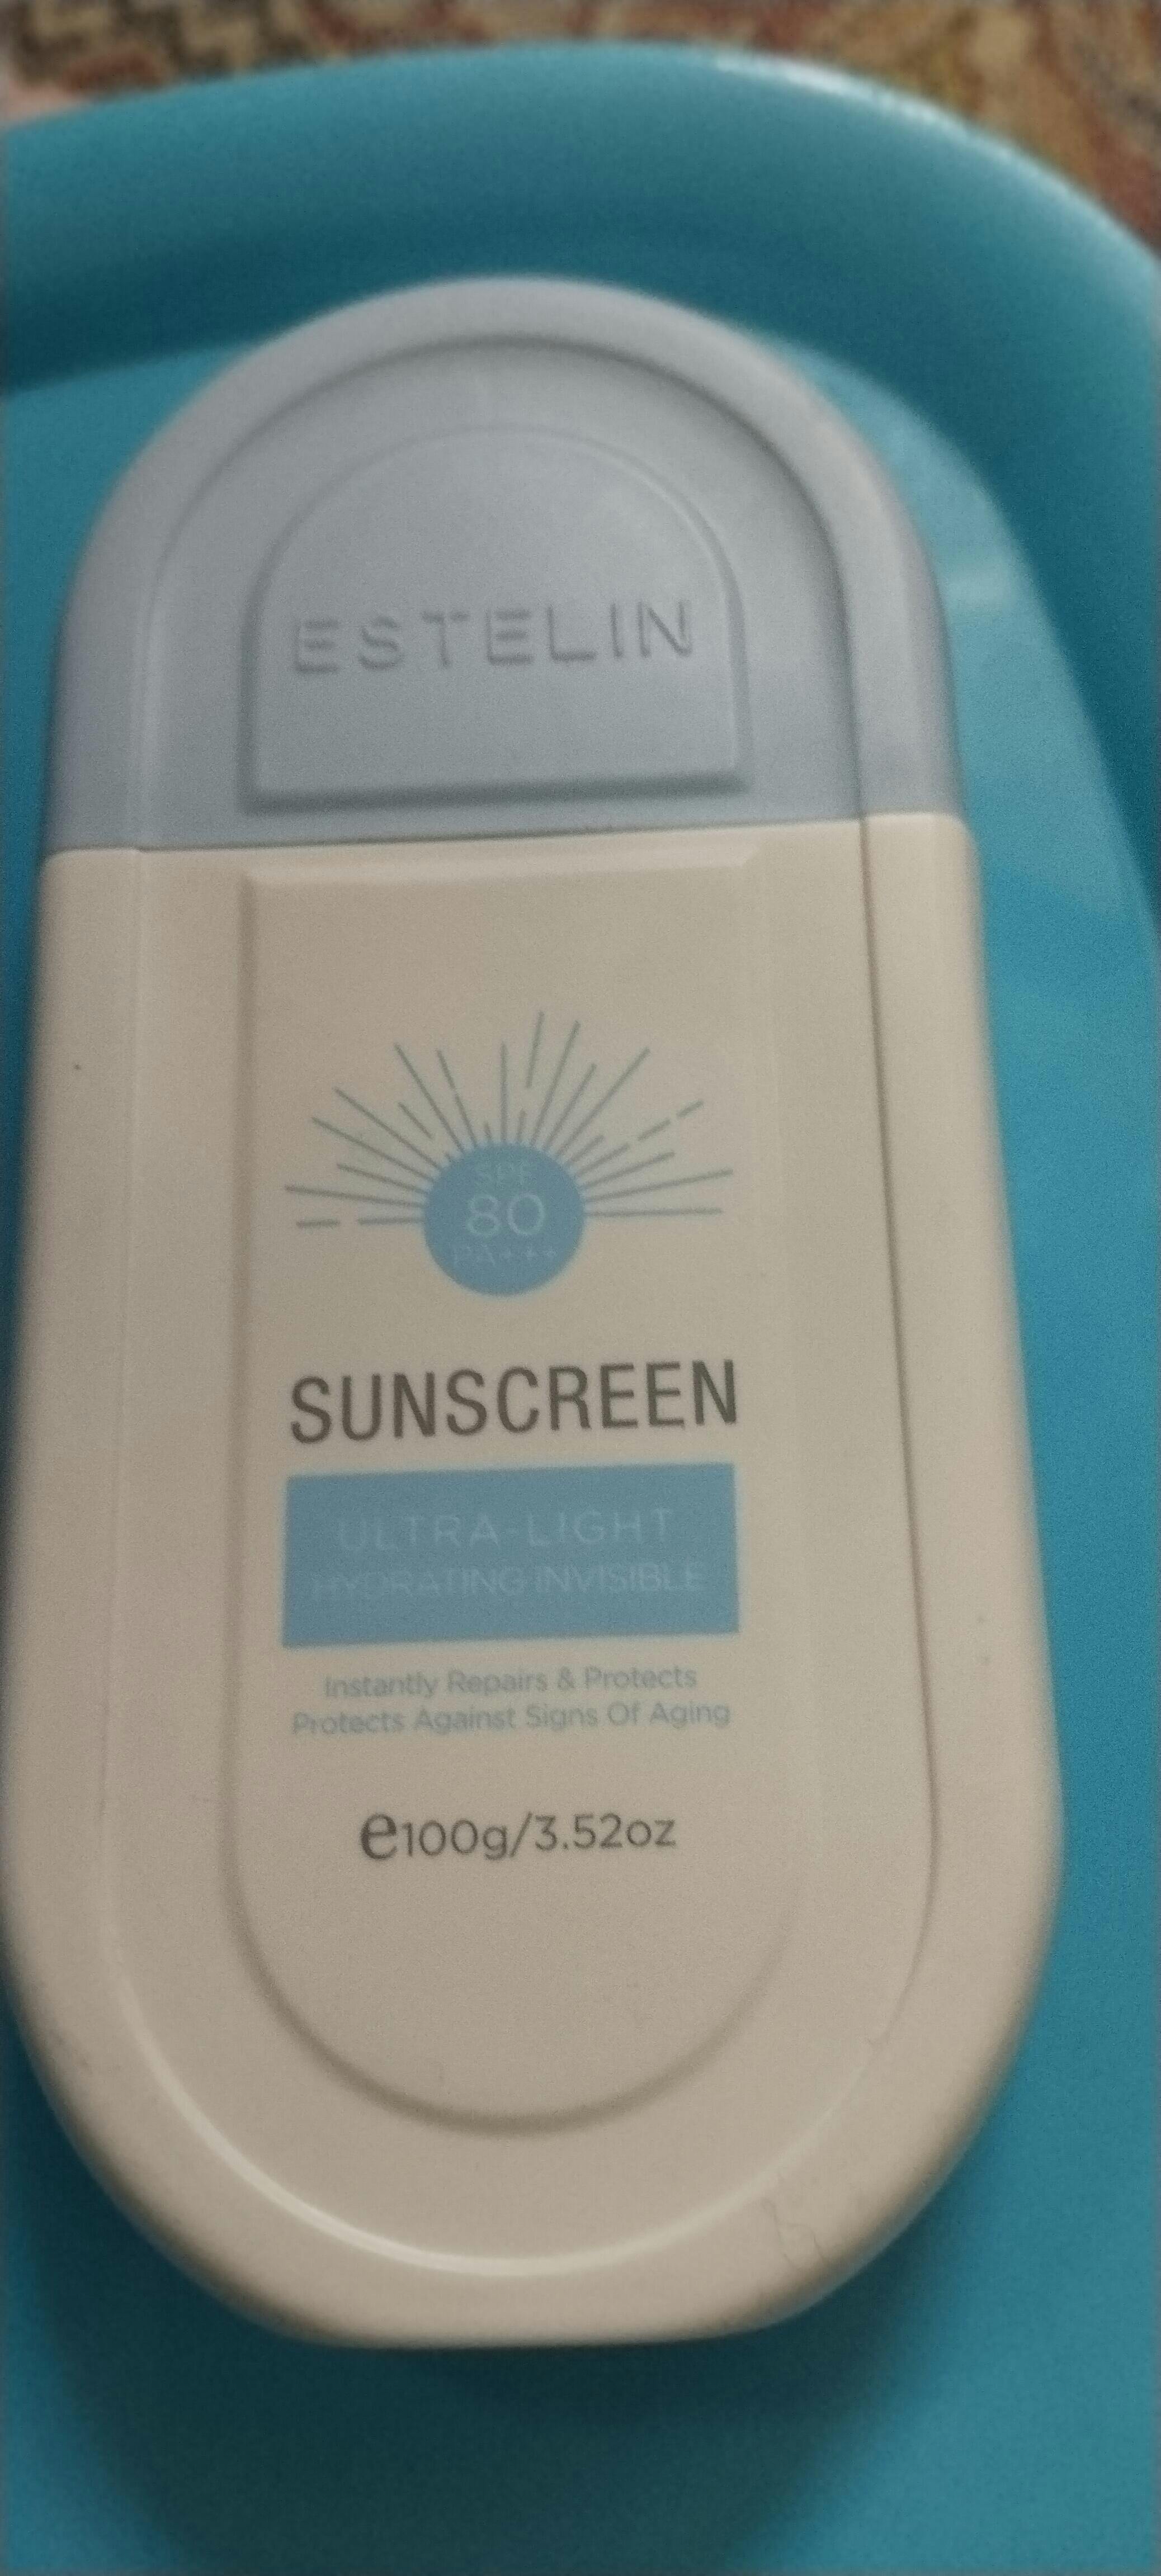 ESTELIN
SPF
80
PA+++
SUNSCREEN
ULTRA-LIGHT
HYDRATING INVISIBLE
Instantly Repairs & Protects
Protects Against Signs Of Aging
e100g/3.52oz